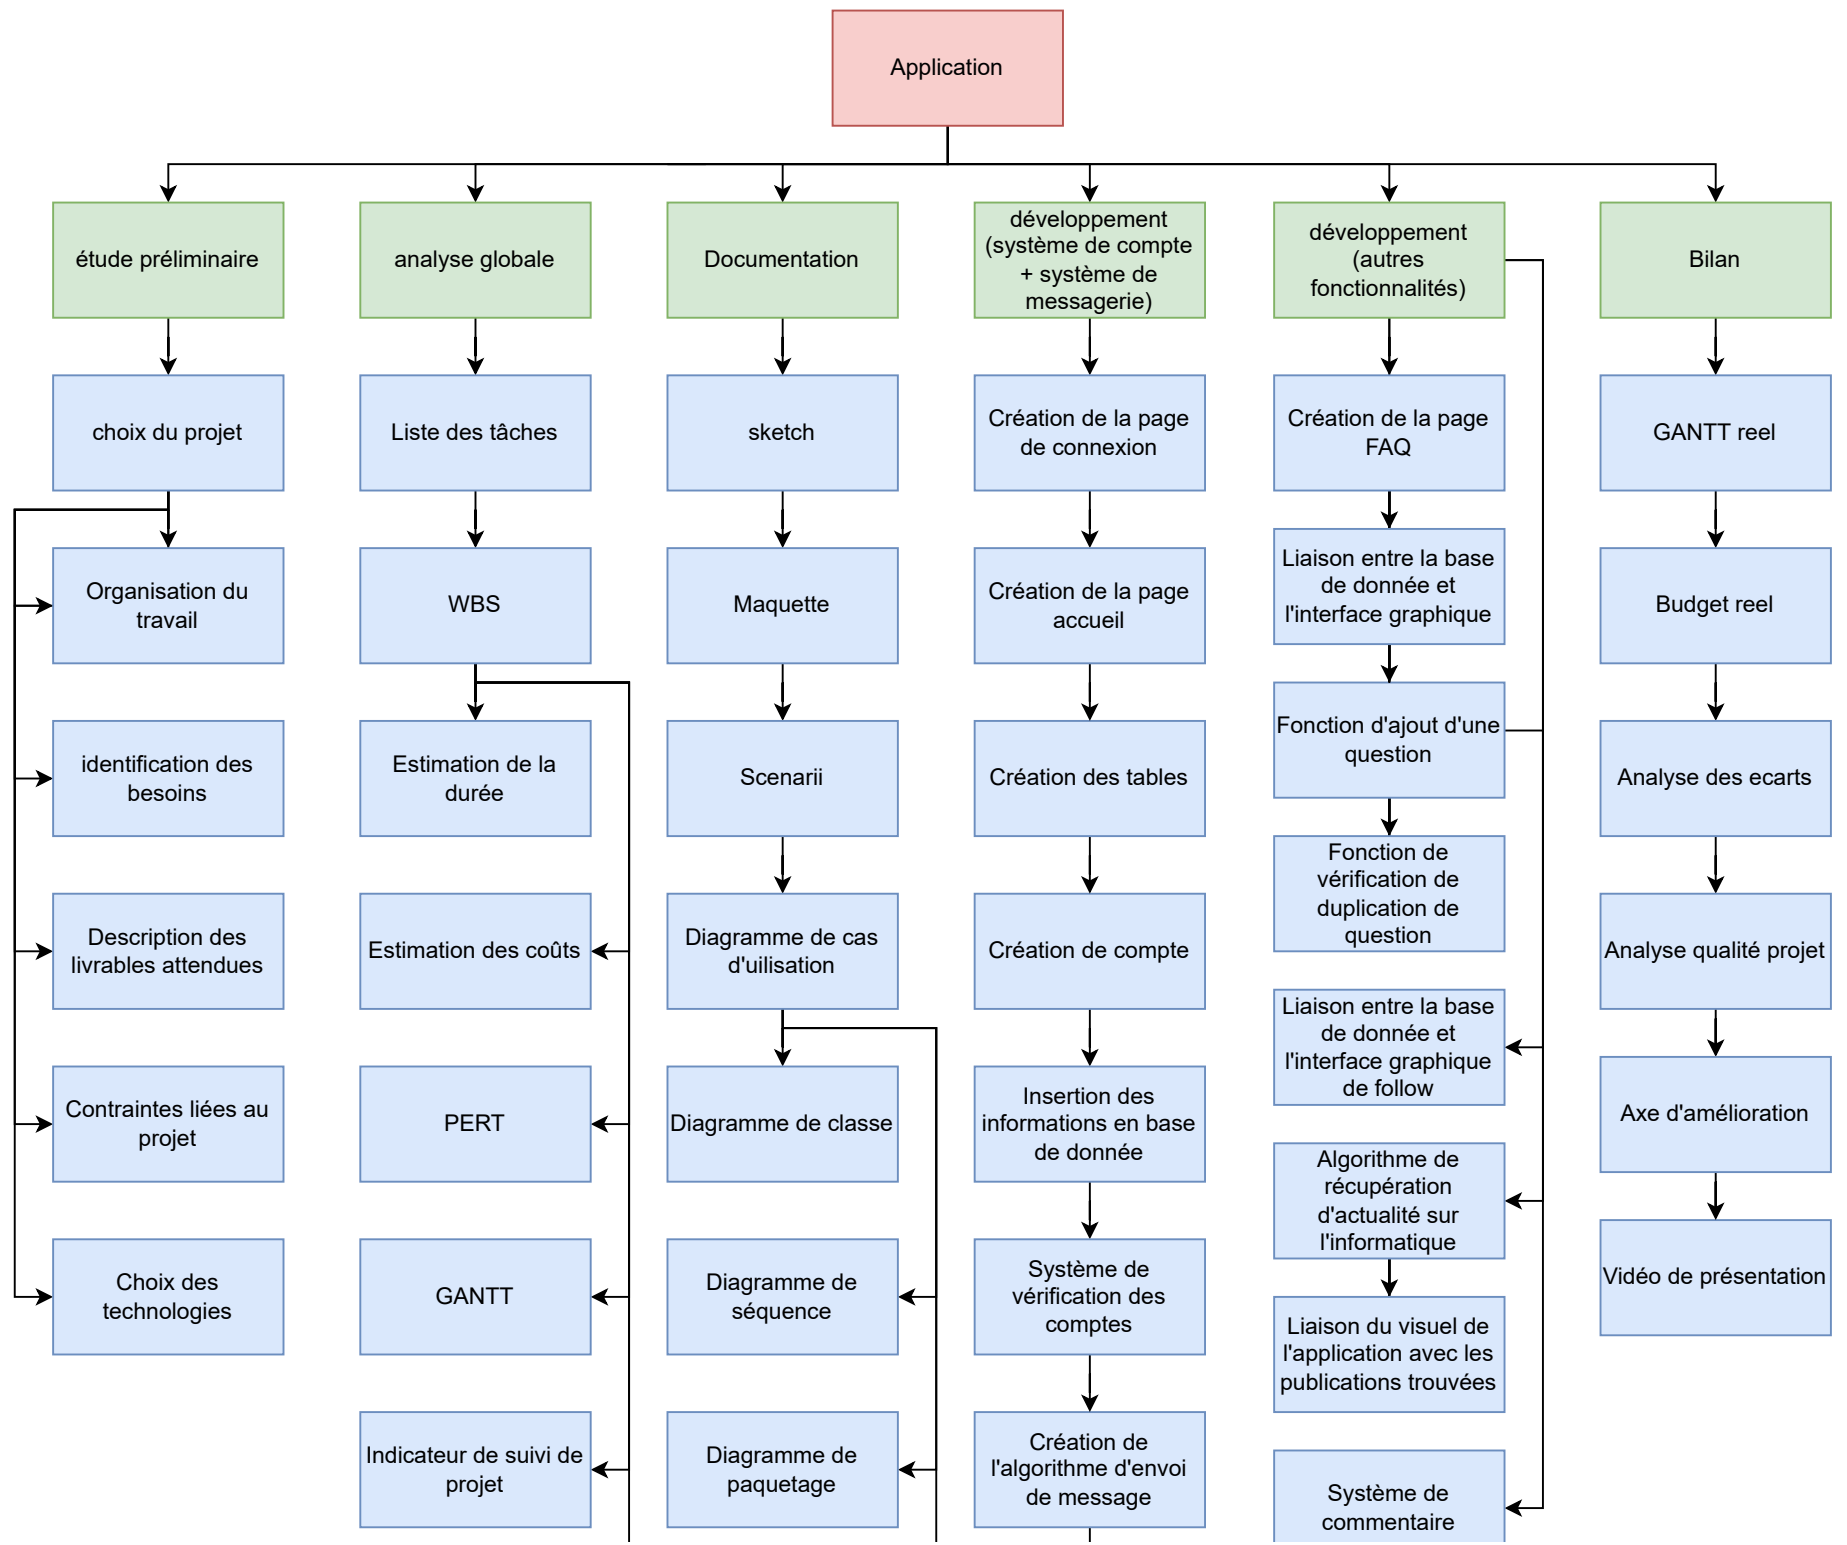 Application
étude préliminaire
analyse globale
Documentation
développement
(système de compte
+ système de
messagerie)
développement
(autres
fonctionnalités)
Bilan
choix du projet
Organisation du
travail
identification des
besoins
Description des
livrables attendues
Contraintes liées au
projet
Choix des
technologies
Liste des tâches
WBS
Estimation de la
durée
Estimation des coûts
PERT
GANTT
Indicateur de suivi de
projet
sketch
Maquette
Scenarii
Diagramme de cas
d'uilisation
Diagramme de classe
Diagramme de
séquence
Diagramme de
paquetage
Création de la page
de connexion
Création de la page
accueil
Création des tables
Création de compte
Insertion des
informations en base
de donnée
Système de
vérification des
comptes
Création de
l'algorithme d'envoi
de message
Création de la page
FAQ
Liaison entre la base
de donnée et
l'interface graphique
Fonction d'ajout d'une
question
Fonction de
vérification de
duplication de
question
Liaison entre la base
de donnée et
l'interface graphique
de follow
Algorithme de
récupération
d'actualité sur
l'informatique
Liaison du visuel de
l'application avec les
publications trouvées
Système de
commentaire
GANTT reel
Budget reel
Analyse des ecarts
Analyse qualité projet
Axe d'amélioration
Vidéo de présentation